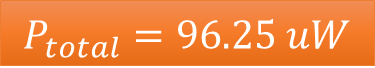 P_total = 96.25 uW